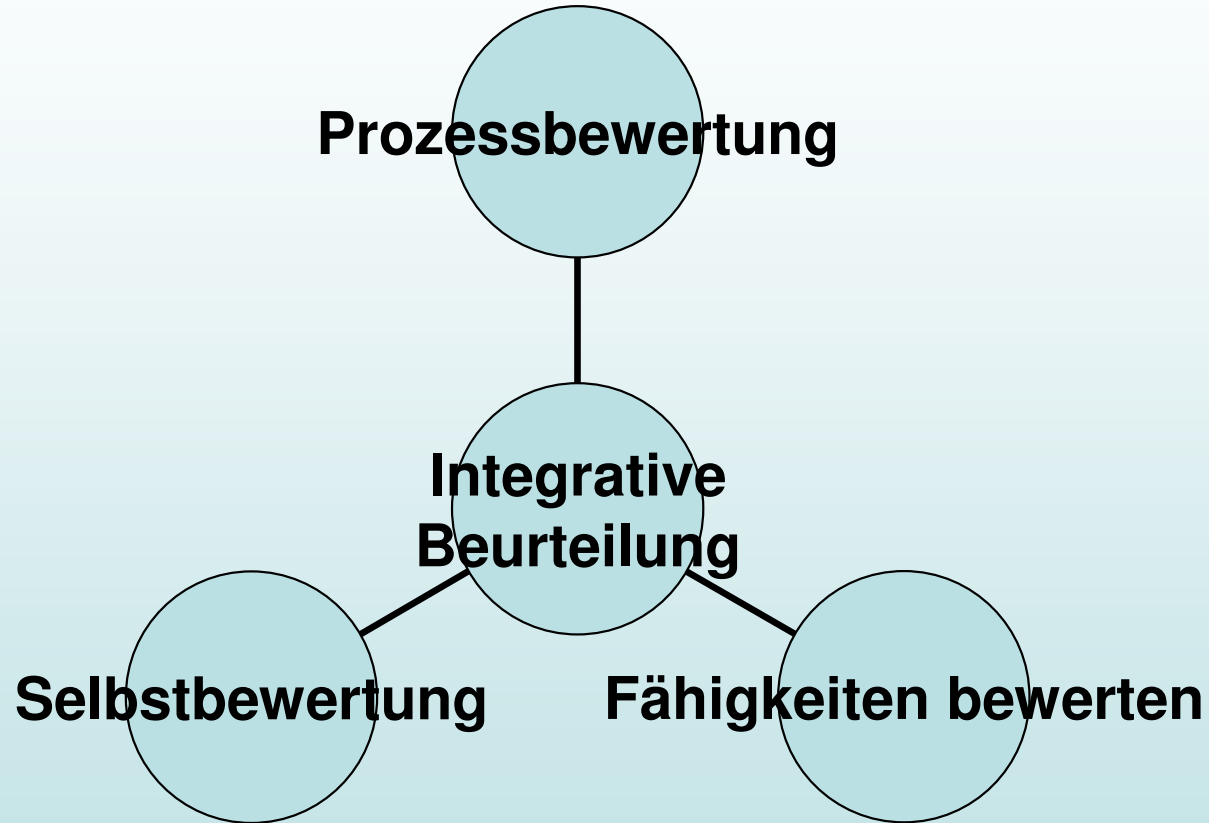 Prozessbewertung
Integrative
Beurteilung
Selbstbewertung
Fähigkeiten bewerten